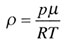 ρ = pμ / RT